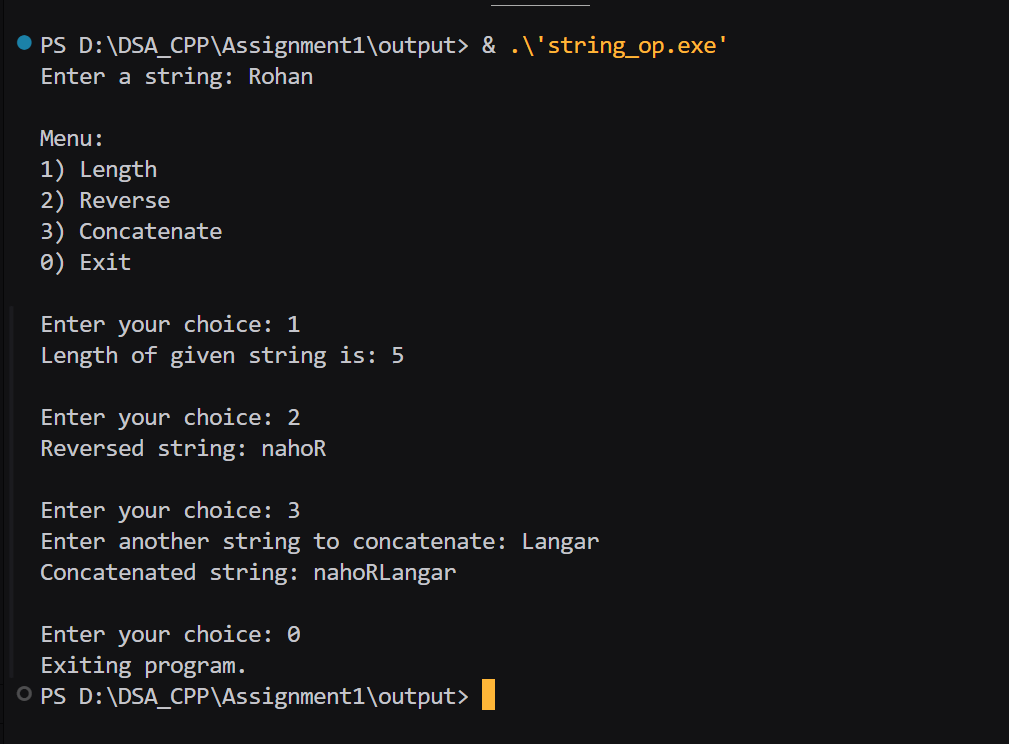 PS D:\DSA_CPP\Assignment1\output> & .\'string_op.exe'
Enter a string: Rohan
Menu:
1) Length
2) Reverse
3) Concatenate
0) Exit
Enter your choice: 1
Length of given string is: 5
Enter your choice: 2
Reversed string: nahoR
Enter your choice: 3
Enter another string to concatenate: Langar
Concatenated string: nahoRLangar
Enter your choice: 0
Exiting program.
PS D:\DSA_CPP\Assignment1\output>